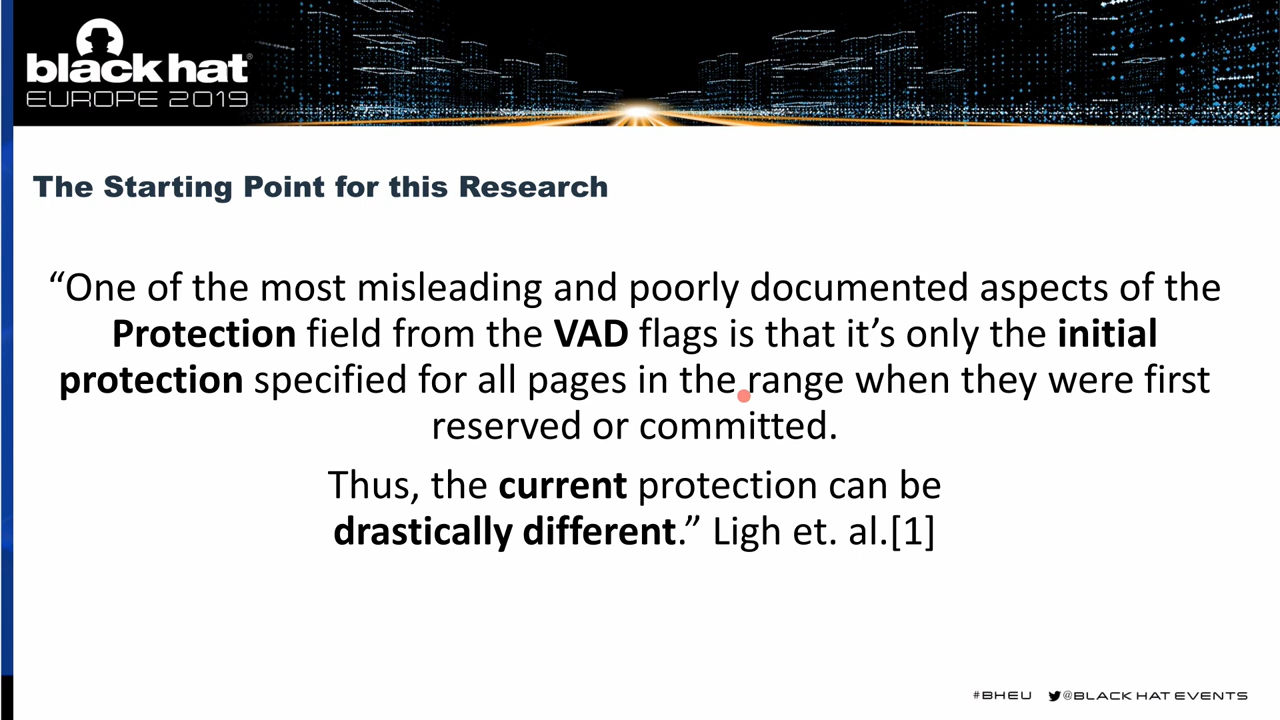 black hat®
EUROPE 2019
The Starting Point for this Research
“One of the most misleading and poorly documented aspects of the
Protection field from the VAD flags is that it’s only the initial
protection specified for all pages in the range when they were first
reserved or committed.
Thus, the current protection can be
drastically different.” Ligh et. al.[1]
#BHEU @BLACK HAT EVENTS